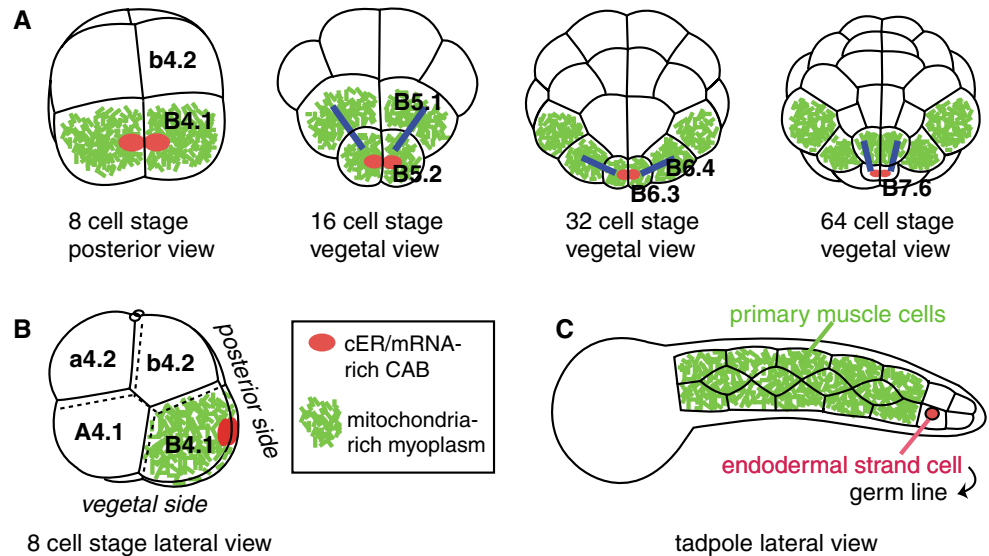 A
b4.2
B4.1
8 cell stage
posterior view
B5.1
B5.2
16 cell stage
vegetal view
B6.4
B6.3
32 cell stage
vegetal view
B7.6
64 cell stage
vegetal view
B
a4.2
b4.2
A4.1
B4.1
posterior side
vegetal side
8 cell stage lateral view
cER/mRNA-
rich CAB
mitochondria-
rich myoplasm
C
primary muscle cells
endodermal strand cell
germ line
tadpole lateral view